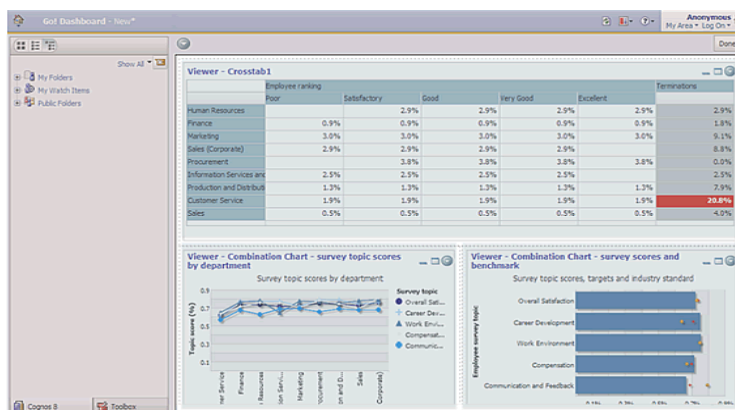 Go! Dashboard - New*
Anonymous
My Area Log On
Done
Show All
My Folders
My Watch Items
Public Folders
Viewer - Crosstab1
Employee ranking Terminations
Poor Satisfactory Good Very Good Excellent
Human Resources 2.9% 2.9% 2.9% 2.9% 2.9%
Finance 0.9% 0.9% 0.9% 0.9% 0.9% 1.8%
Marketing 3.0% 3.0% 3.0% 3.0% 3.0% 9.1%
Sales (Corporate) 2.9% 2.9% 2.9% 2.9% 8.8%
Procurement 3.8% 3.8% 3.8% 3.8% 0.0%
Information Services and 2.5% 2.5% 2.5% 2.5% 2.5%
Production and Distributi 1.3% 1.3% 1.3% 1.3% 1.3% 7.9%
Customer Service 1.9% 1.9% 1.9% 1.9% 1.9% 20.8%
Sales 0.5% 0.5% 0.5% 0.5% 0.5% 4.0%
Viewer - Combination Chart - survey topic scores
by department
Survey topic scores by department
Topic score (%)
0.9
0.7
0.5
0.3
0.1
Survey topic
Overall Sati...
Career Dev...
Work Envi...
Compensat...
Communic...
mer Service
Finance
Resources
ion Servi...
Marketing
rocurement
on and D...
Sales
Corporate)
Viewer - Combination Chart - survey scores and
benchmark
Survey topic scores, targets and industry standard
Employee survey topic
Overall Satisfaction
Career Development
Work Environment
Compensation
Communication and Feedback
Cognos 8
Toolbox